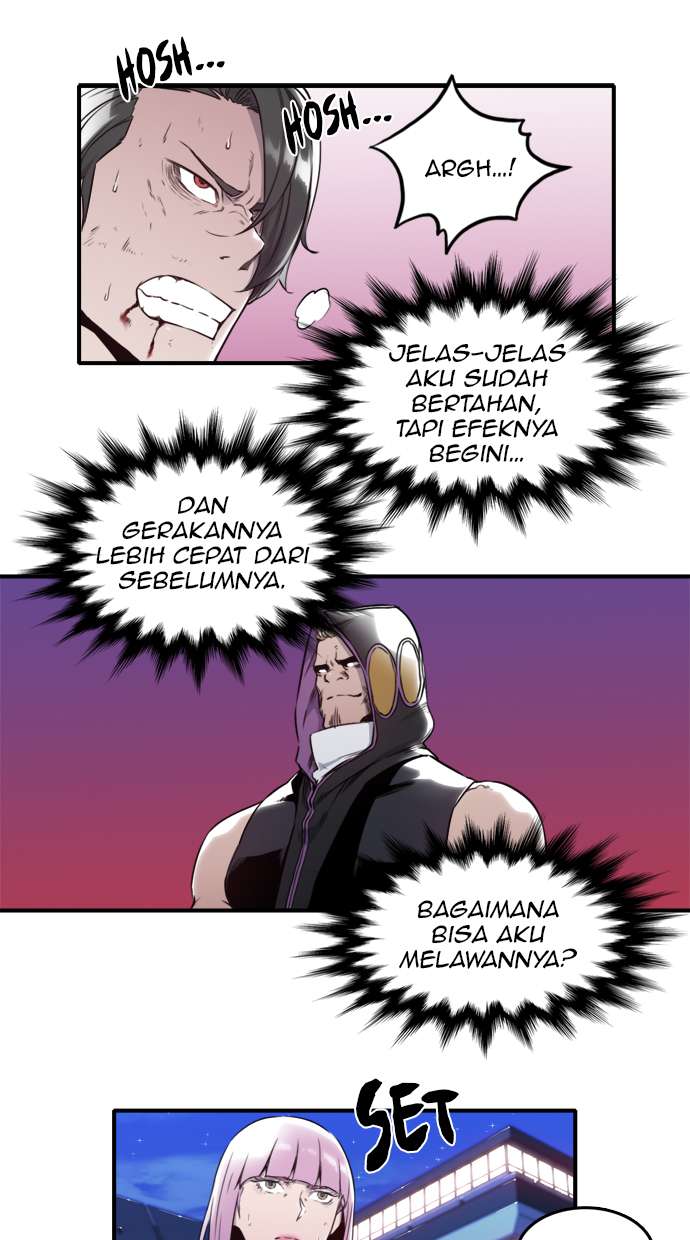 HOSH...
HOSH...
ARGH...!
JELAS-JELAS
AKU SUDAH
BERTAHAN,
TAPI EFEKNYA
BEGINI...
DAN
GERAKANNYA
LEBIH CEPAT DARI
SEBELUMNYA.
BAGAIMANA
BISA AKU
MELAWANNYA?
SET